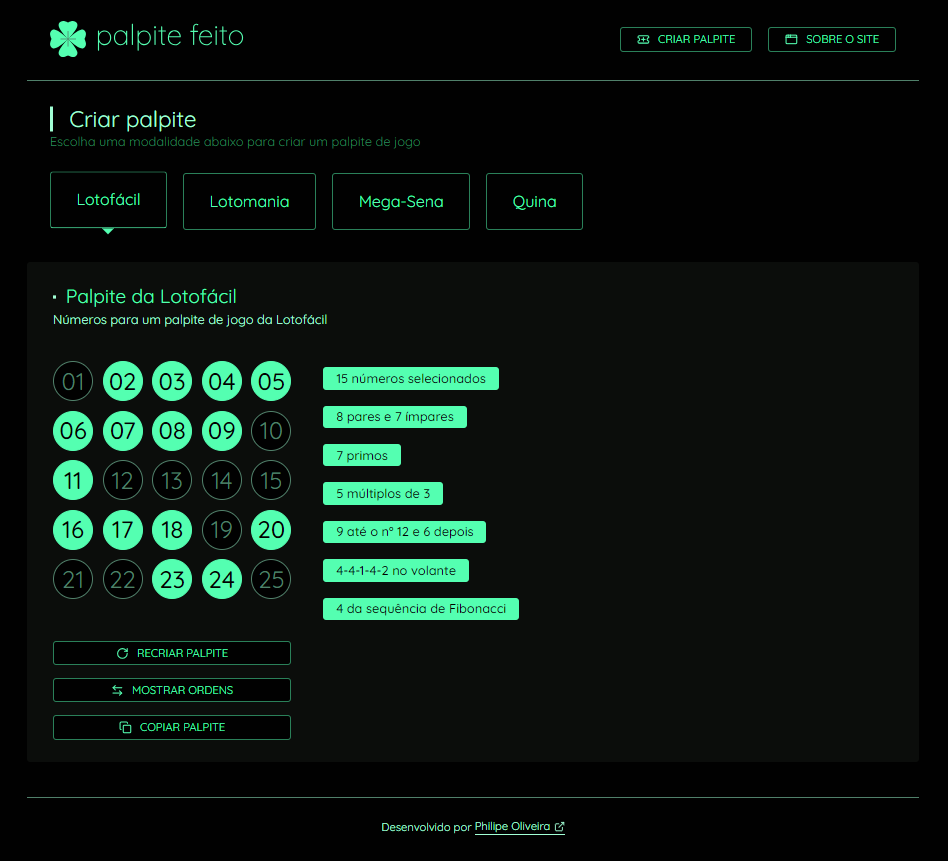 palpite feito
CRIAR PALPITE SOBRE O SITE
Criar palpite
Escolha uma modalidade abaixo para criar um palpite de jogo
Lotofácil Lotomania Mega-Sena Quina
Palpite da Lotofácil
Números para um palpite de jogo da Lotofácil
01 02 03 04 05
06 07 08 09 10
11 12 13 14 15
16 17 18 19 20
21 22 23 24 25
15 números selecionados
8 pares e 7 ímpares
7 primos
5 múltiplos de 3
9 até o nº 12 e 6 depois
4-4-1-4-2 no volante
4 da sequência de Fibonacci
RECRIAR PALPITE
MOSTRAR ORDENS
COPIAR PALPITE
Desenvolvido por Philipe Oliveira